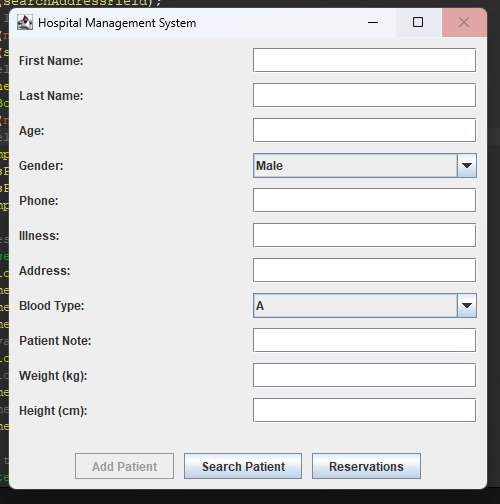 searchAddressField);
Hospital Management System
First Name:
Last Name:
Age:
Gender:
Male
Phone:
Illness:
Address:
Blood Type:
A
Patient Note:
Weight (kg):
Height (cm):
Add Patient
Search Patient
Reservations